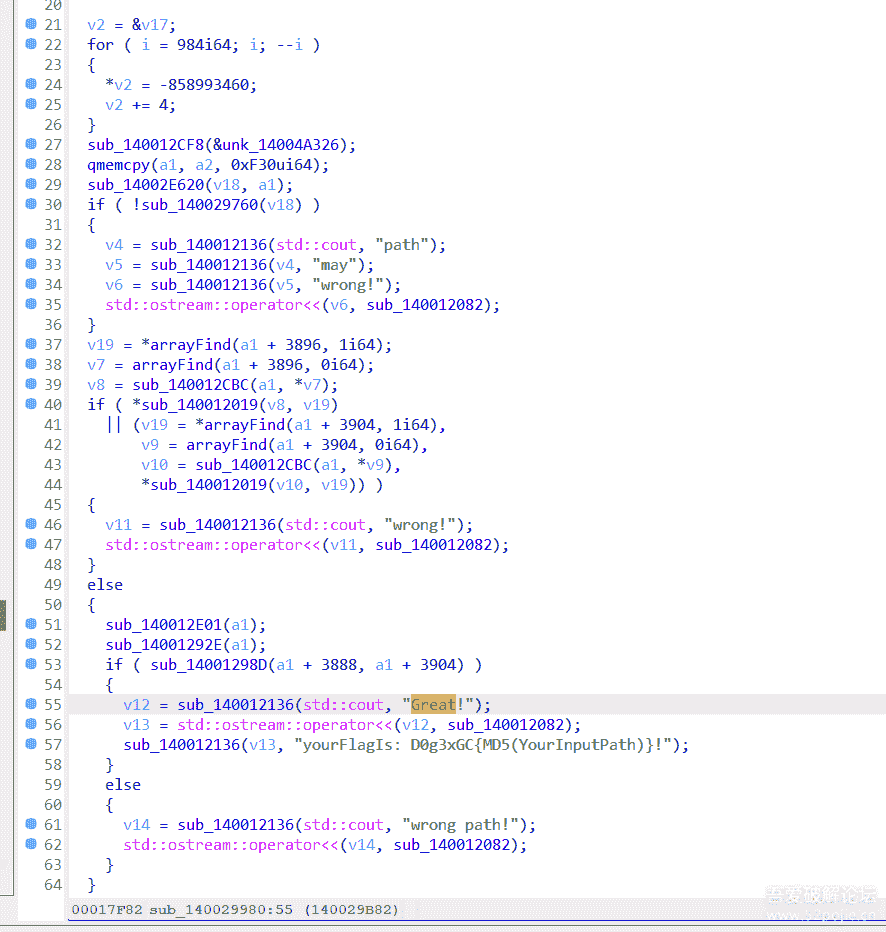 20
21 v2 = &v17;
22 for ( i = 984i64; i; --i )
23 {
24 *v2 = -858993460;
25 v2 += 4;
26 }
27 sub_140012CF8(&unk_14004A326);
28 qmemcpy(a1, a2, 0xF30ui64);
29 sub_14002E620(v18, a1);
30 if ( !sub_140029760(v18) )
31 {
32 v4 = sub_140012136(std::cout, "path");
33 v5 = sub_140012136(v4, "may");
34 v6 = sub_140012136(v5, "wrong!");
35 std::ostream::operator<<(v6, sub_140012082);
36 }
37 v19 = *arrayFind(a1 + 3896, 1i64);
38 v7 = arrayFind(a1 + 3896, 0i64);
39 v8 = sub_140012CBC(a1, *v7);
40 if ( *sub_140012019(v8, v19)
41 || (v19 = *arrayFind(a1 + 3904, 1i64),
42 v9 = arrayFind(a1 + 3904, 0i64),
43 v10 = sub_140012CBC(a1, *v9),
44 *sub_140012019(v10, v19)) )
45 {
46 v11 = sub_140012136(std::cout, "wrong!");
47 std::ostream::operator<<(v11, sub_140012082);
48 }
49 else
50 {
51 sub_140012E01(a1);
52 sub_14001292E(a1);
53 if ( sub_14001298D(a1 + 3888, a1 + 3904) )
54 {
55 v12 = sub_140012136(std::cout, "Great!");
56 v13 = std::ostream::operator<<(v12, sub_140012082);
57 sub_140012136(v13, "yourFlagIs: D0g3xGC{MD5(YourInputPath)}!");
58 }
59 else
60 {
61 v14 = sub_140012136(std::cout, "wrong path!");
62 std::ostream::operator<<(v14, sub_140012082);
63 }
64 }
00017F82 sub_140029980:55 (140029B82)
吾爱破解论坛
www.52pojie.cn